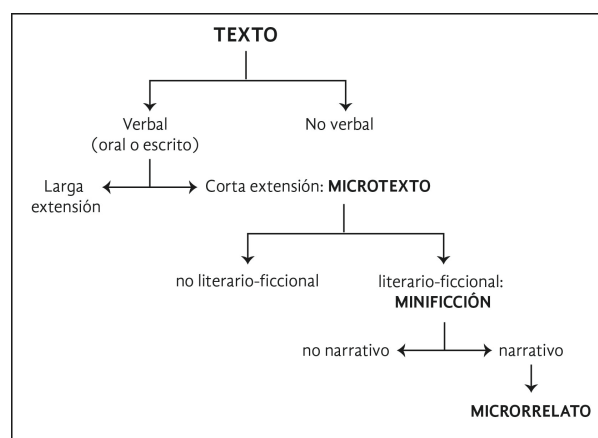 TEXTO
Verbal
(oral o escrito)
No verbal
Larga
extensión
Corta extensión: MICROTEXTO
no literario-ficcional
literario-ficcional:
MINIFICCIÓN
no narrativo
narrativo
MICRORRELATO